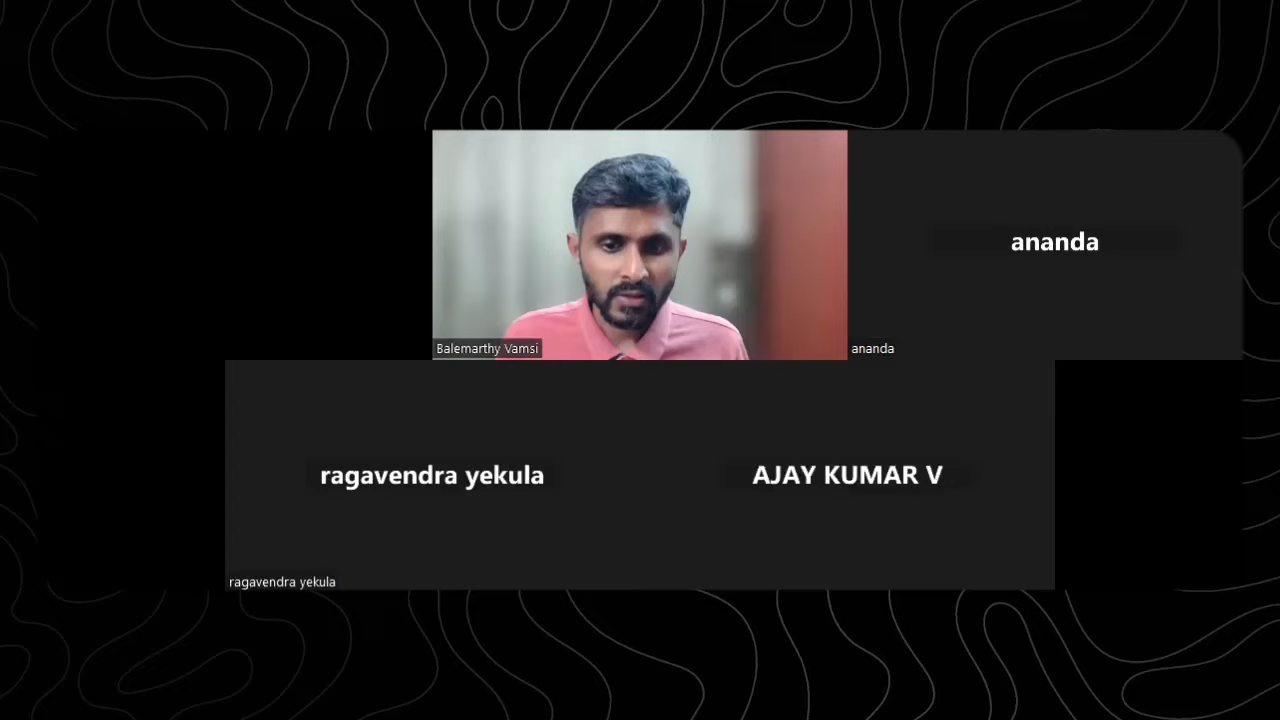 ananda
Balemarthy Vamsi
ananda
ragavendra yekula
AJAY KUMAR V
ragavendra yekula